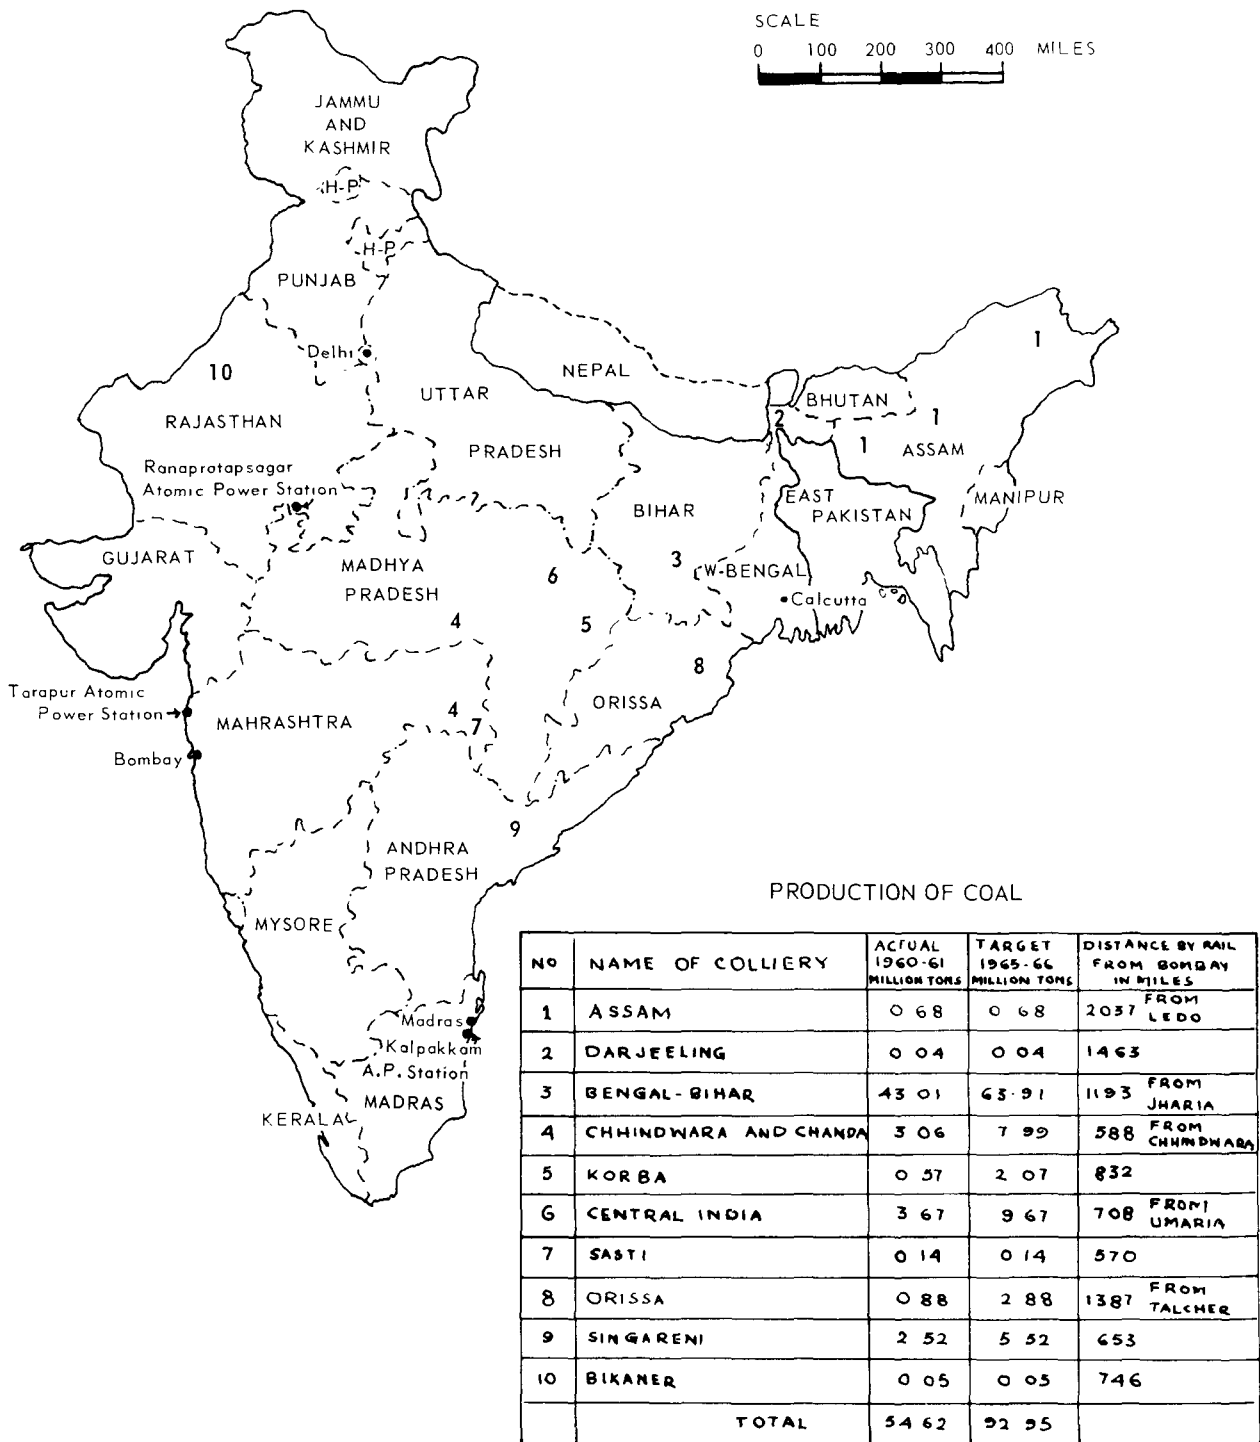 SCALE
0 100 200 300 400 MILES
JAMMU
AND
KASHMIR
H-P
H-P
PUNJAB
Delhi
10
RAJASTHAN
UTTAR
PRADESH
NEPAL
BHUTAN
1
1
1
2
ASSAM
MANIPUR
Ranapratapsagar
Atomic Power Station
EAST
PAKISTAN
BIHAR
GUJARAT
MADHYA
PRADESH
6
3
W-BENGAL
Calcutta
4
5
8
ORISSA
Tarapur Atomic
Power Station
MAHRASHTRA
4
7
Bombay
9
ANDHRA
PRADESH
MYSORE
Madras
Kalpakkam
A.P. Station
MADRAS
KERALA
PRODUCTION OF COAL
NO NAME OF COLLIERY ACTUAL 1960-61 MILLION TONS TARGET 1965-66 MILLION TONS DISTANCE BY RAIL FROM BOMBAY IN MILES
1 ASSAM 0 68 0 68 2037 FROM LEDO
2 DARJEELING 0 04 0 04 1463
3 BENGAL-BIHAR 43 01 63.91 1193 FROM JHARIA
4 CHHINDWARA AND CHANDA 3 06 7 99 588 FROM CHHINDWARA
5 KORBA 0 57 2 07 832
6 CENTRAL INDIA 3 67 9 67 708 FROM UMARIA
7 SASTI 0 14 0 14 570
8 ORISSA 0 88 2 88 1387 FROM TALCHER
9 SINGARENI 2 52 5 52 653
10 BIKANER 0 05 0 05 746
TOTAL 54 62 92 95